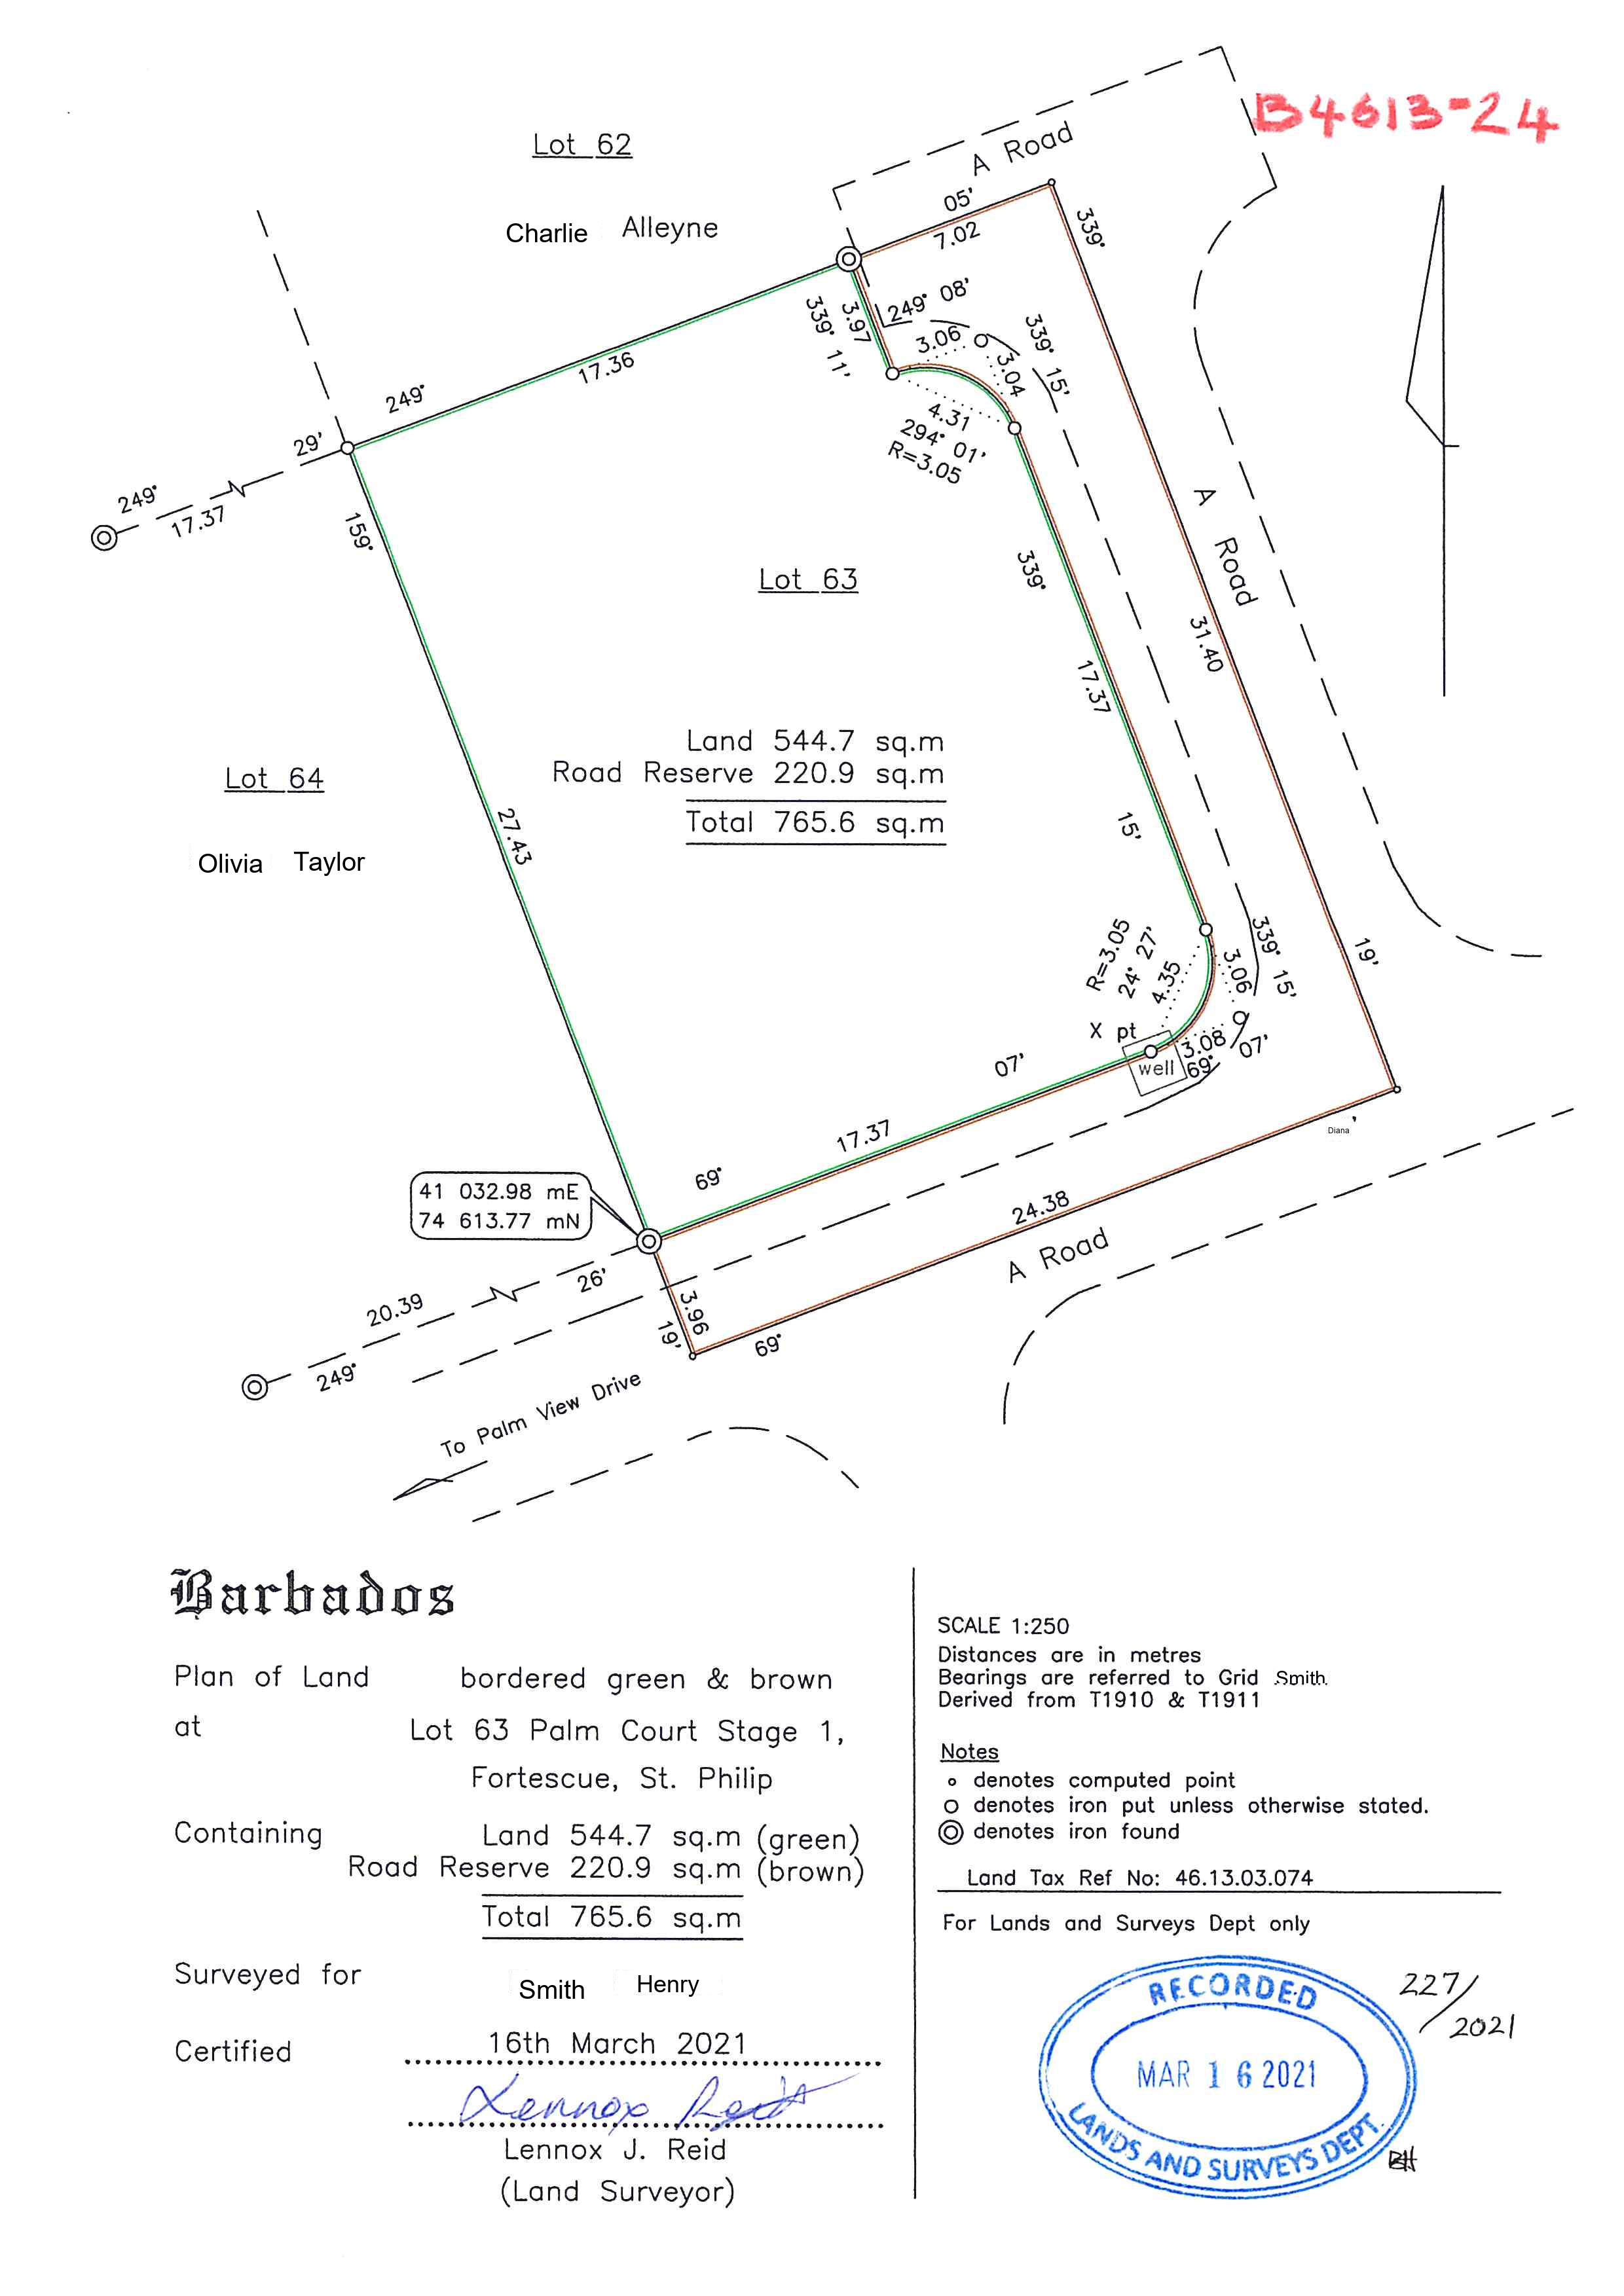 B4613-24
Lot 62
Charlie Alleyne
A Road
05'
7.02
339°
249° 08'
3.97
339° 11'
3.06
3.04
339° 15'
4.31
294° 01'
R=3.05
17.36
249°
29'
249°
17.37
159°
A Road
Lot 63
339°
31.40
17.37
Land 544.7 sq.m
Road Reserve 220.9 sq.m
Total 765.6 sq.m
Lot 64
Olivia Taylor
27.43
15'
19'
R=3.05
24° 27'
4.35
3.06
339° 15'
X pt
well
3.08
69° 07'
07'
Diana
17.37
69°
41 032.98 mE
74 613.77 mN
24.38
A Road
26'
20.39
249°
3.96
19'
69°
To Palm View Drive
Barbados
Plan of Land bordered green & brown
at Lot 63 Palm Court Stage 1,
Fortescue, St. Philip
Containing Land 544.7 sq.m (green)
Road Reserve 220.9 sq.m (brown)
Total 765.6 sq.m
Surveyed for Smith Henry
Certified 16th March 2021
Lennox Reid
Lennox J. Reid
(Land Surveyor)
SCALE 1:250
Distances are in metres
Bearings are referred to Grid Smith.
Derived from T1910 & T1911
Notes
denotes computed point
denotes iron put unless otherwise stated.
denotes iron found
Land Tax Ref No: 46.13.03.074
For Lands and Surveys Dept only
RECORDED
MAR 16 2021
LANDS AND SURVEYS DEPT.
227/
2021